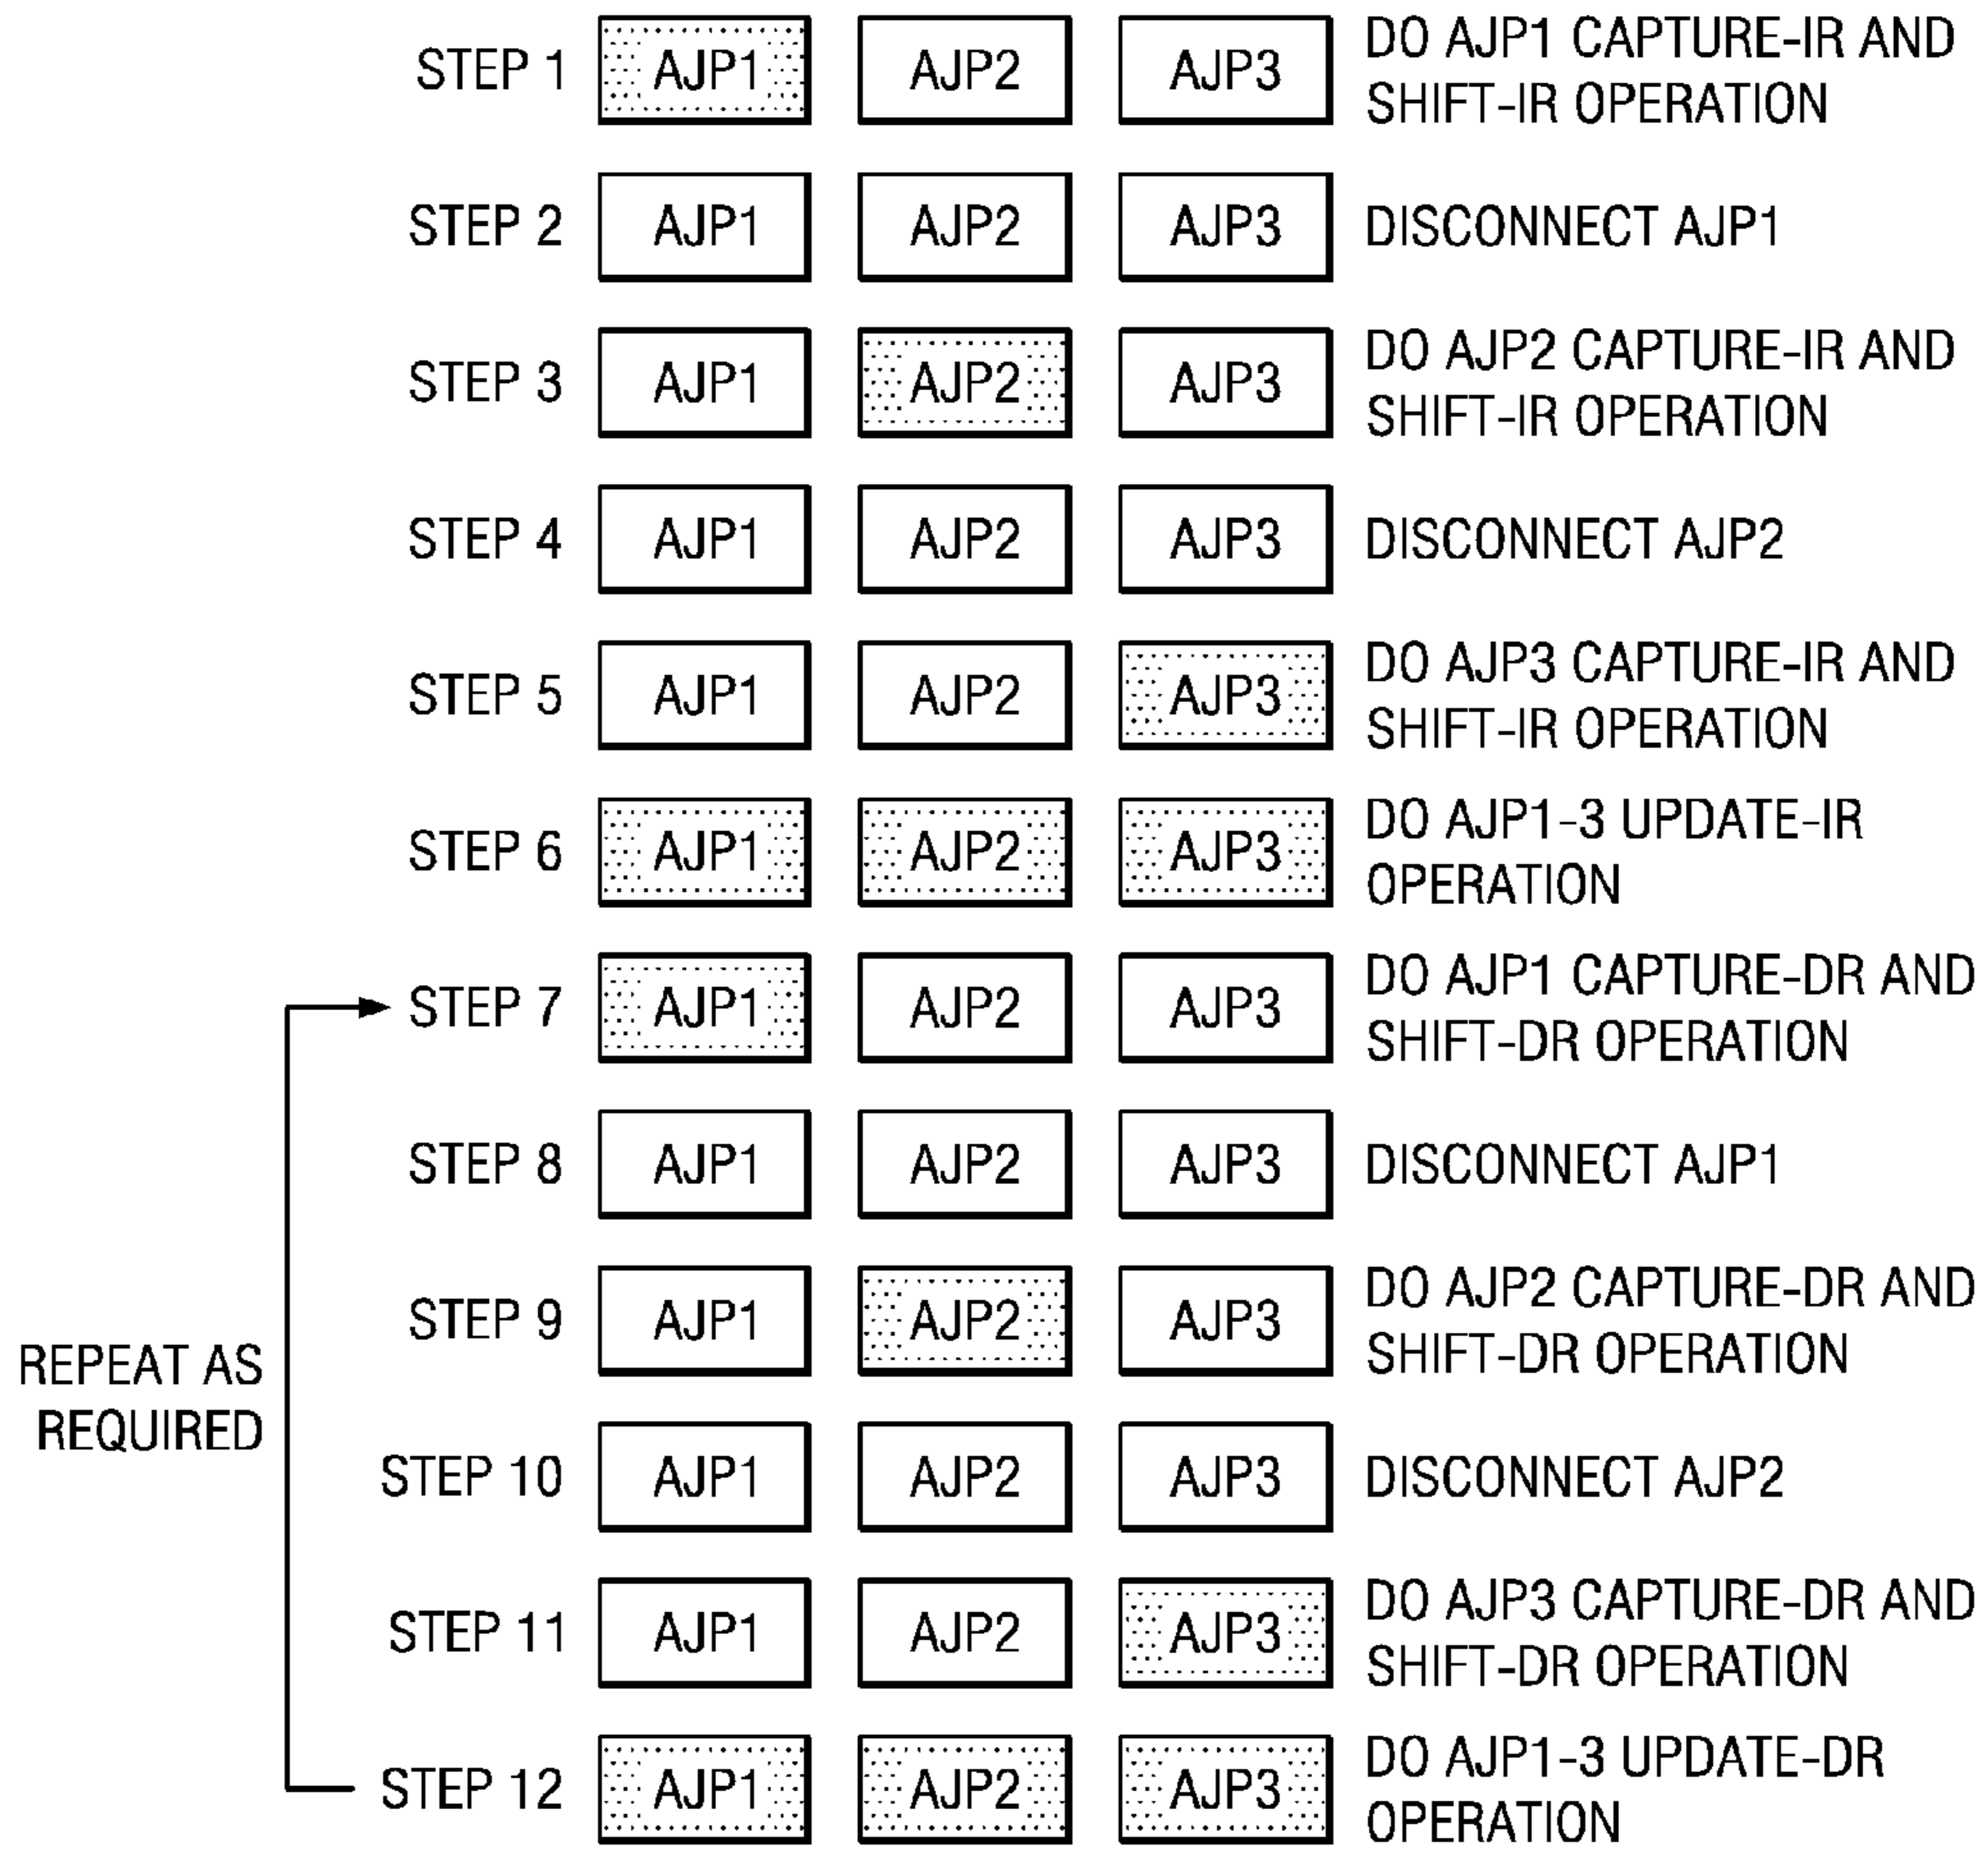 STEP 1 AJP1 AJP2 AJP3 DO AJP1 CAPTURE-IR AND
SHIFT-IR OPERATION
STEP 2 AJP1 AJP2 AJP3 DISCONNECT AJP1
STEP 3 AJP1 AJP2 AJP3 DO AJP2 CAPTURE-IR AND
SHIFT-IR OPERATION
STEP 4 AJP1 AJP2 AJP3 DISCONNECT AJP2
STEP 5 AJP1 AJP2 AJP3 DO AJP3 CAPTURE-IR AND
SHIFT-IR OPERATION
STEP 6 AJP1 AJP2 AJP3 DO AJP1-3 UPDATE-IR
OPERATION
STEP 7 AJP1 AJP2 AJP3 DO AJP1 CAPTURE-DR AND
SHIFT-DR OPERATION
STEP 8 AJP1 AJP2 AJP3 DISCONNECT AJP1
STEP 9 AJP1 AJP2 AJP3 DO AJP2 CAPTURE-DR AND
SHIFT-DR OPERATION
REPEAT AS
REQUIRED
STEP 10 AJP1 AJP2 AJP3 DISCONNECT AJP2
STEP 11 AJP1 AJP2 AJP3 DO AJP3 CAPTURE-DR AND
SHIFT-DR OPERATION
STEP 12 AJP1 AJP2 AJP3 DO AJP1-3 UPDATE-DR
OPERATION